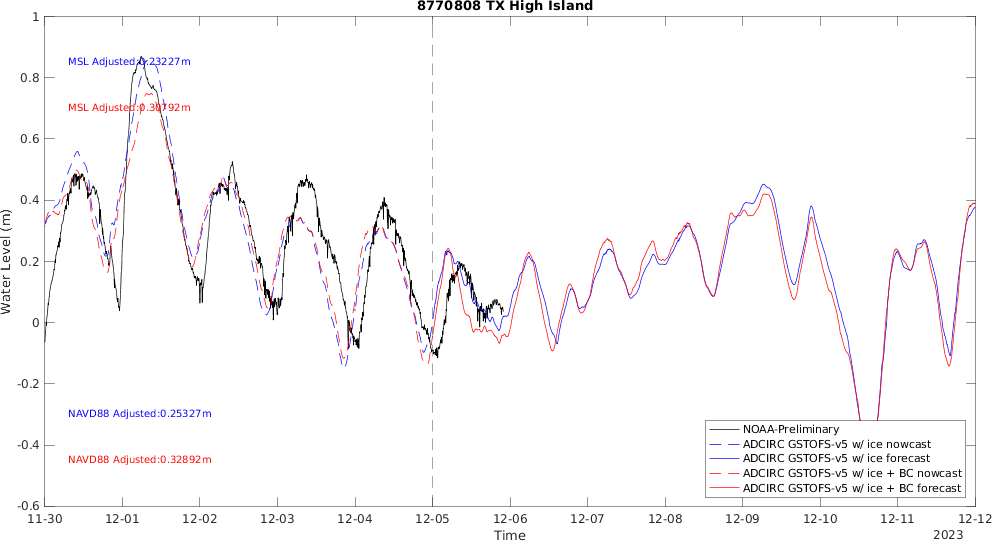 8770808 TX High Island
1
0.8
0.6
0.4
0.2
0
-0.2
-0.4
-0.6
Water Level (m)
MSL Adjusted:0.23227m
MSL Adjusted:0.30792m
NAVD88 Adjusted:0.25327m
NAVD88 Adjusted:0.32892m
NOAA-Preliminary
ADCIRC GSTOFS-v5 w/ ice nowcast
ADCIRC GSTOFS-v5 w/ ice forecast
ADCIRC GSTOFS-v5 w/ ice + BC nowcast
ADCIRC GSTOFS-v5 w/ ice + BC forecast
11-30 12-01 12-02 12-03 12-04 12-05 12-06 12-07 12-08 12-09 12-10 12-11 12-12
Time
2023